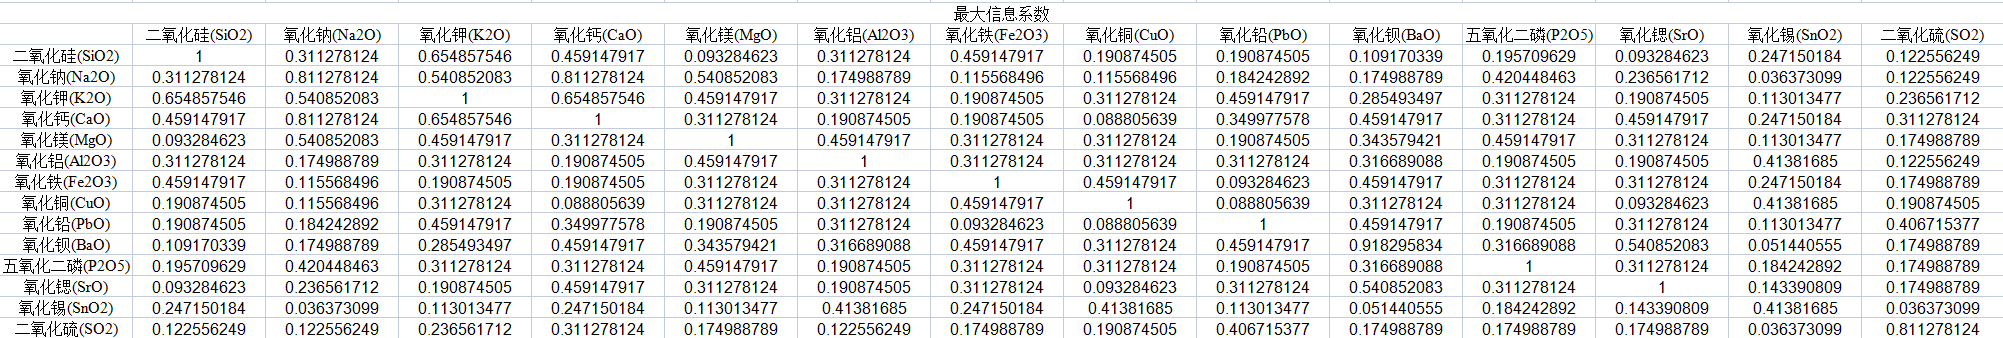 最大信息系数
二氧化硅(SiO2) 氧化钠(Na2O) 氧化钾(K2O) 氧化钙(CaO) 氧化镁(MgO) 氧化铝(Al2O3) 氧化铁(Fe2O3) 氧化铜(CuO) 氧化铅(PbO) 氧化钡(BaO) 五氧化二磷(P2O5) 氧化锶(SrO) 氧化锡(SnO2) 二氧化硫(SO2)
二氧化硅(SiO2) 1 0.311278124 0.654857546 0.459147917 0.093284623 0.311278124 0.459147917 0.190874505 0.190874505 0.109170339 0.195709629 0.093284623 0.247150184 0.122556249
氧化钠(Na2O) 0.311278124 0.811278124 0.540852083 0.811278124 0.540852083 0.174988789 0.115568496 0.115568496 0.184242892 0.174988789 0.420448463 0.236561712 0.036373099 0.122556249
氧化钾(K2O) 0.654857546 0.540852083 1 0.654857546 0.459147917 0.311278124 0.190874505 0.311278124 0.459147917 0.285493497 0.311278124 0.190874505 0.113013477 0.236561712
氧化钙(CaO) 0.459147917 0.811278124 0.654857546 1 0.311278124 0.190874505 0.190874505 0.088805639 0.349977578 0.459147917 0.311278124 0.459147917 0.247150184 0.311278124
氧化镁(MgO) 0.093284623 0.540852083 0.459147917 0.311278124 1 0.459147917 0.311278124 0.311278124 0.190874505 0.343579421 0.459147917 0.311278124 0.113013477 0.174988789
氧化铝(Al2O3) 0.311278124 0.174988789 0.311278124 0.190874505 0.459147917 1 0.311278124 0.311278124 0.311278124 0.316689088 0.190874505 0.190874505 0.41381685 0.122556249
氧化铁(Fe2O3) 0.459147917 0.115568496 0.190874505 0.190874505 0.311278124 0.311278124 1 0.459147917 0.093284623 0.459147917 0.311278124 0.311278124 0.247150184 0.174988789
氧化铜(CuO) 0.190874505 0.115568496 0.311278124 0.088805639 0.311278124 0.311278124 0.459147917 1 0.088805639 0.311278124 0.311278124 0.093284623 0.41381685 0.190874505
氧化铅(PbO) 0.190874505 0.184242892 0.459147917 0.349977578 0.190874505 0.311278124 0.093284623 0.088805639 1 0.459147917 0.190874505 0.311278124 0.113013477 0.406715377
氧化钡(BaO) 0.109170339 0.174988789 0.285493497 0.459147917 0.343579421 0.316689088 0.459147917 0.311278124 0.459147917 0.918295834 0.316689088 0.540852083 0.051440555 0.174988789
五氧化二磷(P2O5) 0.195709629 0.420448463 0.311278124 0.311278124 0.459147917 0.190874505 0.311278124 0.311278124 0.190874505 0.316689088 1 0.311278124 0.184242892 0.174988789
氧化锶(SrO) 0.093284623 0.236561712 0.190874505 0.459147917 0.311278124 0.190874505 0.311278124 0.093284623 0.311278124 0.540852083 0.311278124 1 0.143390809 0.174988789
氧化锡(SnO2) 0.247150184 0.036373099 0.113013477 0.247150184 0.113013477 0.41381685 0.247150184 0.41381685 0.113013477 0.051440555 0.184242892 0.143390809 0.41381685 0.036373099
二氧化硫(SO2) 0.122556249 0.122556249 0.236561712 0.311278124 0.174988789 0.122556249 0.174988789 0.190874505 0.406715377 0.174988789 0.174988789 0.174988789 0.036373099 0.811278124